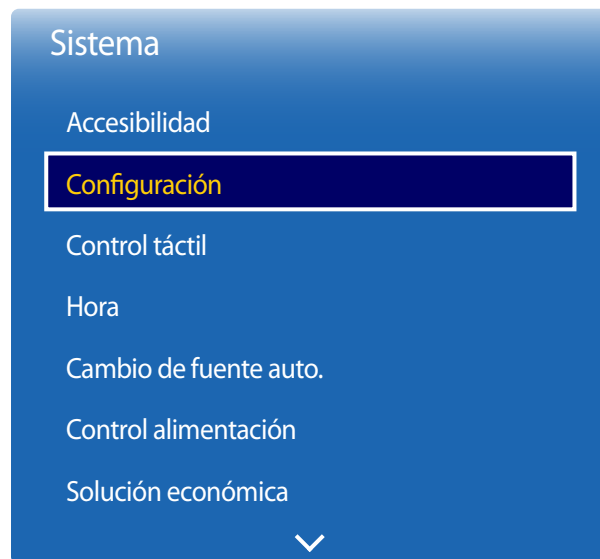 Sistema
Accesibilidad
Configuración
Control táctil
Hora
Cambio de fuente auto.
Control alimentación
Solución económica